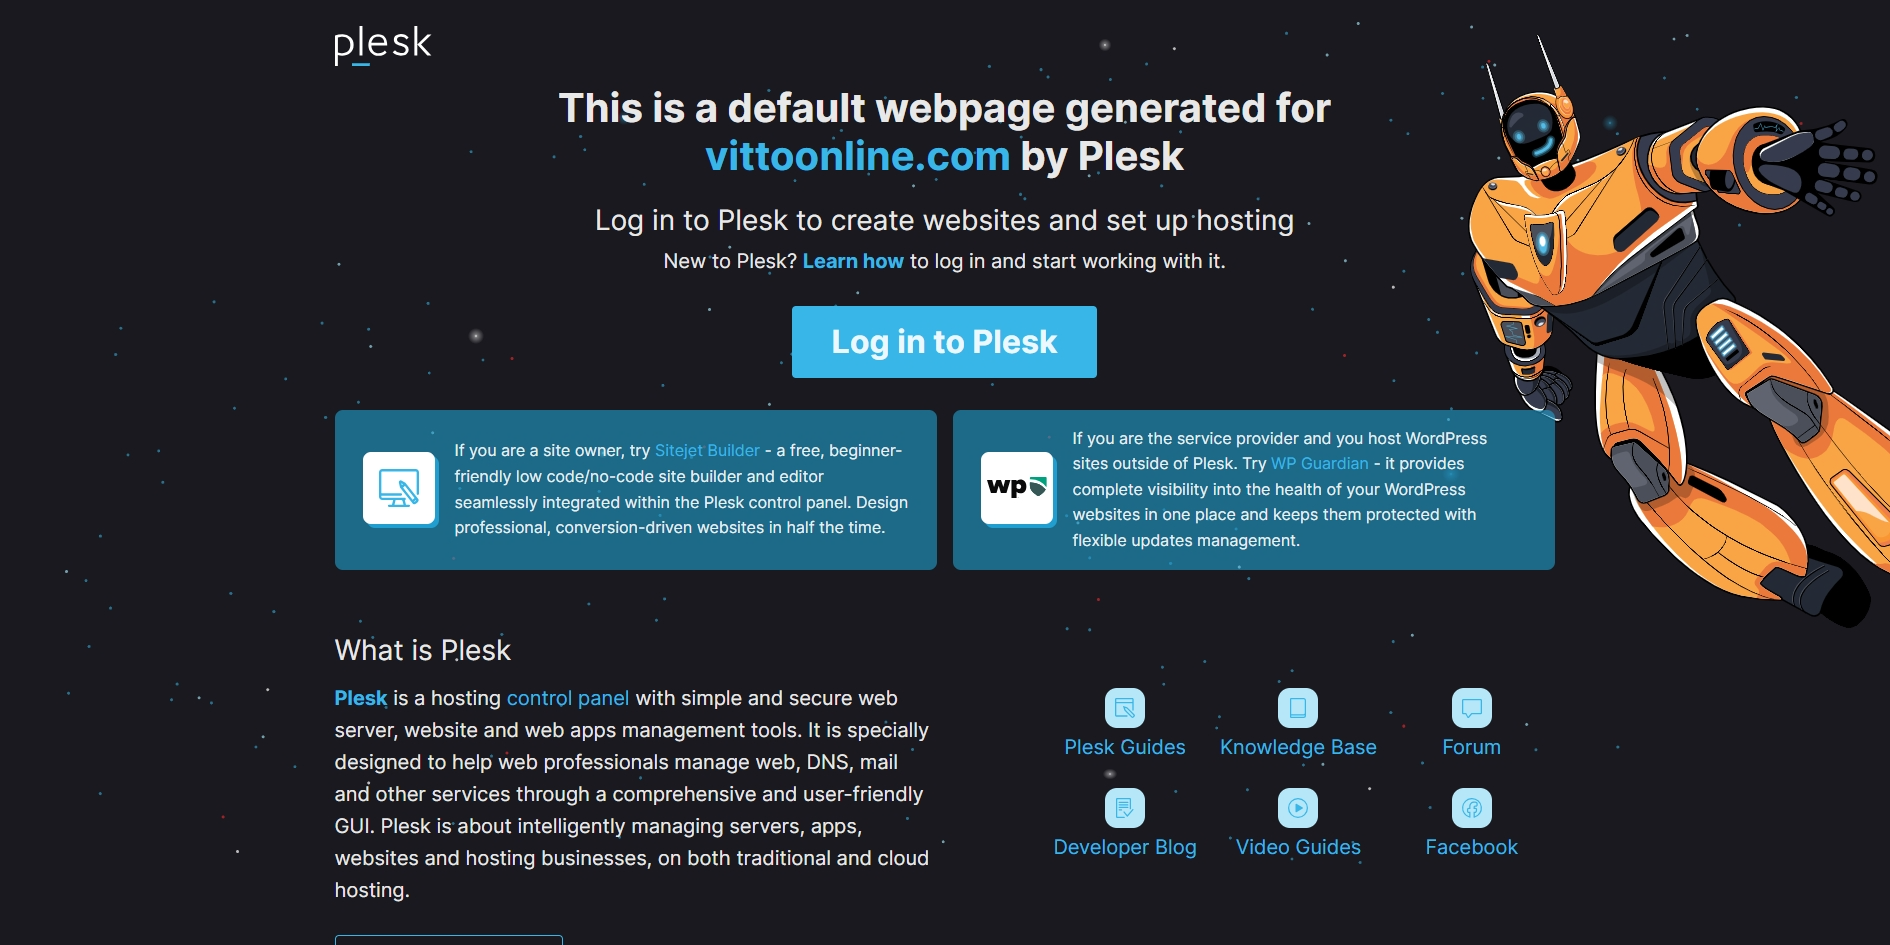 plesk
This is a default webpage generated for
vittoonline.com by Plesk
Log in to Plesk to create websites and set up hosting
New to Plesk? Learn how to log in and start working with it.
Log in to Plesk
If you are a site owner, try Sitejet Builder - a free, beginner-
friendly low code/no-code site builder and editor
seamlessly integrated within the Plesk control panel. Design
professional, conversion-driven websites in half the time.
wp
If you are the service provider and you host WordPress
sites outside of Plesk. Try WP Guardian - it provides
complete visibility into the health of your WordPress
websites in one place and keeps them protected with
flexible updates management.
What is Plesk
Plesk is a hosting control panel with simple and secure web
server, website and web apps management tools. It is specially
designed to help web professionals manage web, DNS, mail
and other services through a comprehensive and user-friendly
GUI. Plesk is about intelligently managing servers, apps,
websites and hosting businesses, on both traditional and cloud
hosting.
Plesk Guides
Knowledge Base
Forum
Developer Blog
Video Guides
Facebook